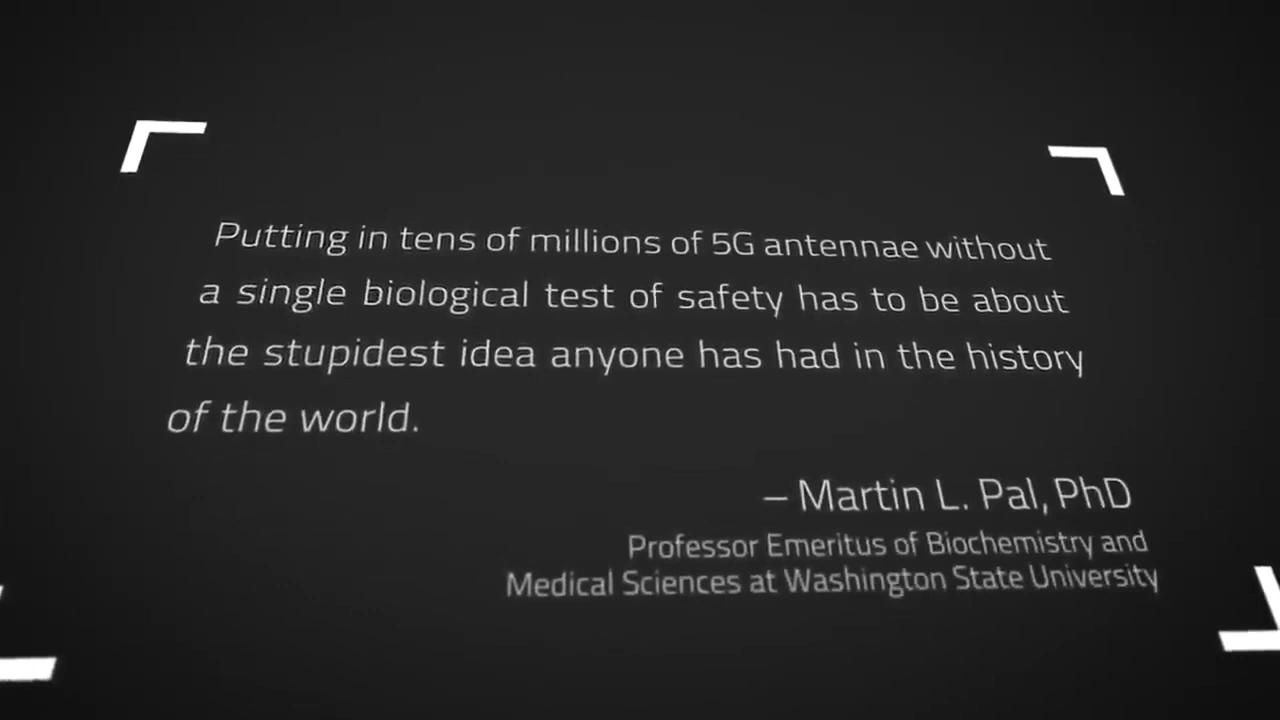 Putting in tens of millions of 5G antennae without
a single biological test of safety has to be about
the stupidest idea anyone has had in the history
of the world.
– Martin L. Pal, PhD
Professor Emeritus of Biochemistry and
Medical Sciences at Washington State University